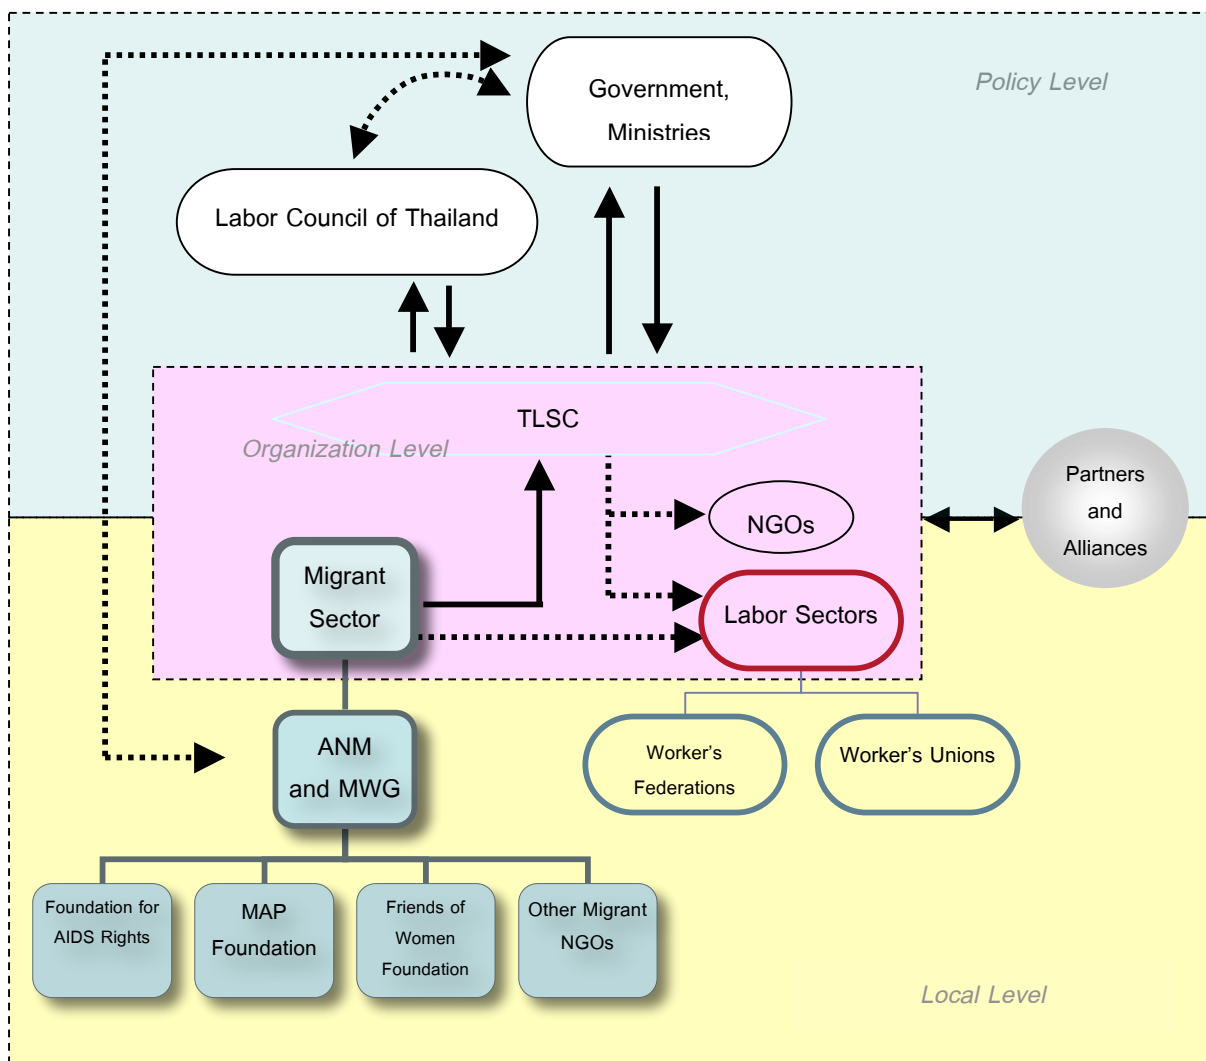 Policy Level
Government,
Ministries
Labor Council of Thailand
TLSC
Organization Level
Partners
and
Alliances
NGOs
Migrant
Sector
Labor Sectors
ANM
and MWG
Worker's
Federations
Worker's Unions
Foundation for
AIDS Rights
MAP
Foundation
Friends of
Women
Foundation
Other Migrant
NGOs
Local Level